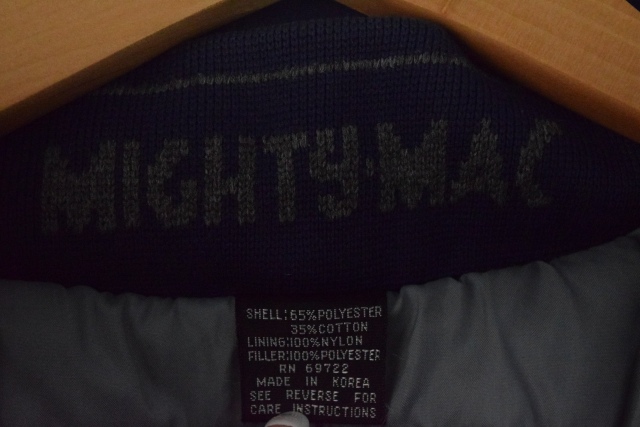 MIGHTY-MAC
SHELL:65%POLYESTER
35%COTTON
LINING:100%NYLON
FILLER:100%POLYESTER
RN 69722
MADE IN KOREA
SEE REVERSE FOR
CARE INSTRUCTIONS